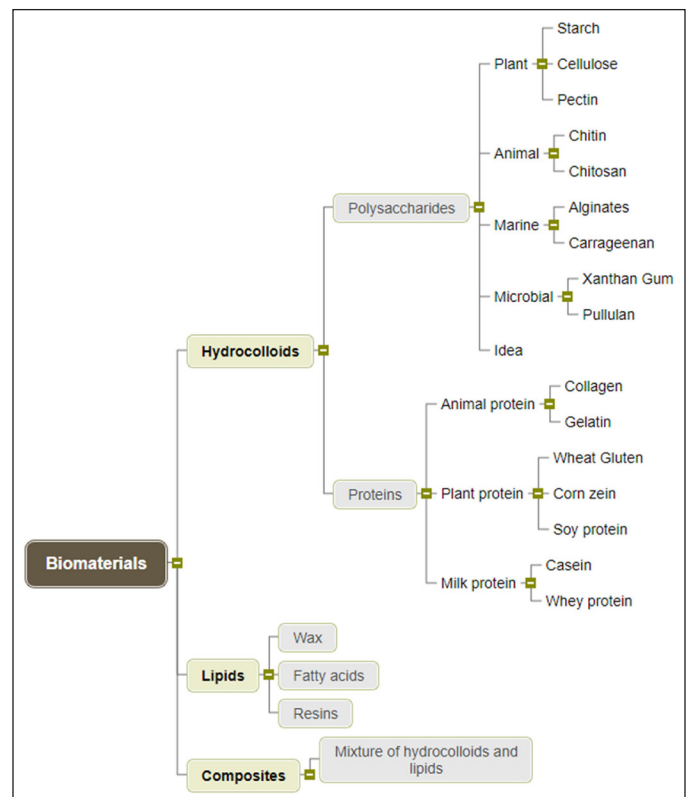 Starch
Plant
Cellulose
Pectin
Chitin
Animal
Chitosan
Polysaccharides
Alginates
Marine
Carrageenan
Xanthan Gum
Microbial
Pullulan
Hydrocolloids
Idea
Collagen
Animal protein
Gelatin
Wheat Gluten
Proteins
Plant protein
Corn zein
Soy protein
Biomaterials
Casein
Milk protein
Whey protein
Wax
Lipids
Fatty acids
Resins
Mixture of hydrocolloids and
lipids
Composites